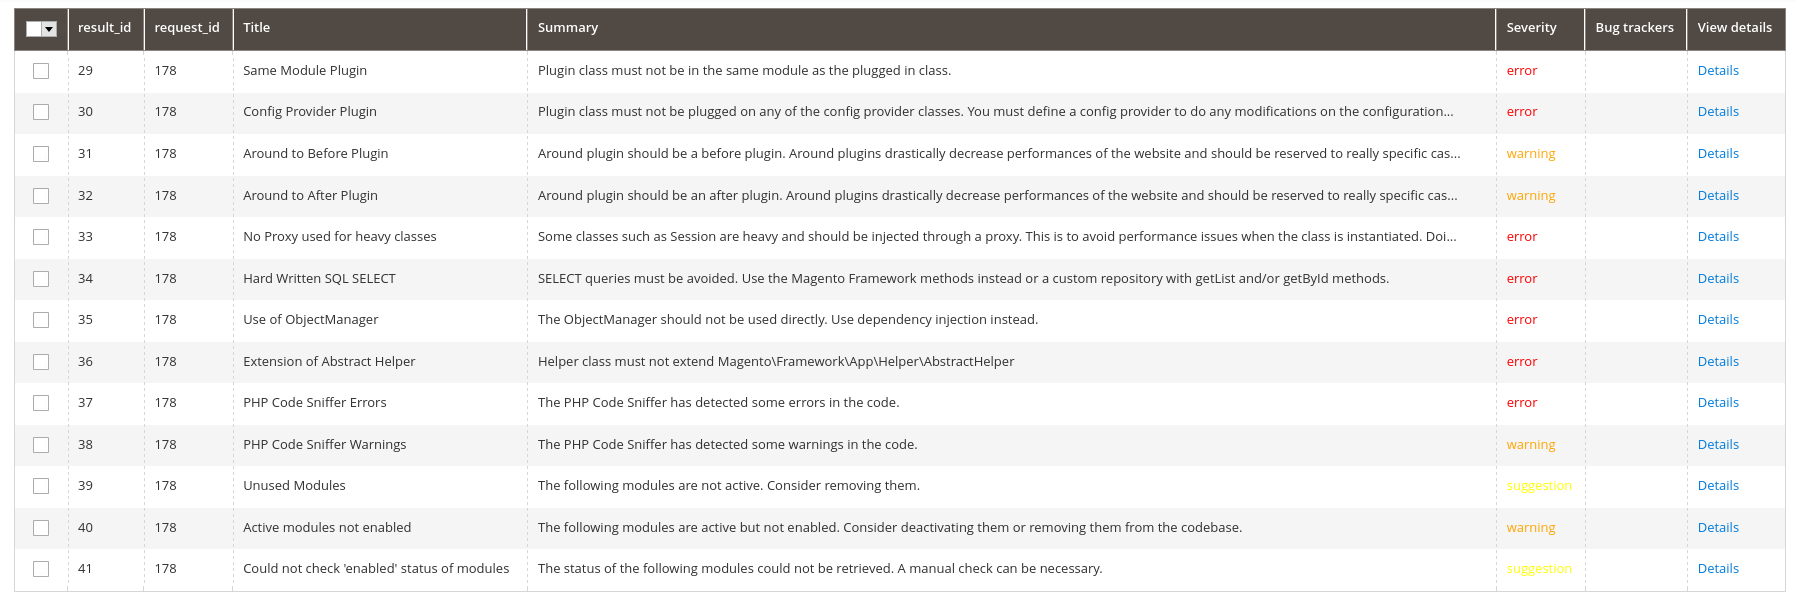 result_id request_id Title Summary Severity Bug trackers View details
29 178 Same Module Plugin Plugin class must not be in the same module as the plugged in class. error Details
30 178 Config Provider Plugin Plugin class must not be plugged on any of the config provider classes. You must define a config provider to do any modifications on the configuration... error Details
31 178 Around to Before Plugin Around plugin should be a before plugin. Around plugins drastically decrease performances of the website and should be reserved to really specific cas... warning Details
32 178 Around to After Plugin Around plugin should be an after plugin. Around plugins drastically decrease performances of the website and should be reserved to really specific cas... warning Details
33 178 No Proxy used for heavy classes Some classes such as Session are heavy and should be injected through a proxy. This is to avoid performance issues when the class is instantiated. Doi... error Details
34 178 Hard Written SQL SELECT SELECT queries must be avoided. Use the Magento Framework methods instead or a custom repository with getList and/or getById methods. error Details
35 178 Use of ObjectManager The ObjectManager should not be used directly. Use dependency injection instead. error Details
36 178 Extension of Abstract Helper Helper class must not extend Magento\Framework\App\Helper\AbstractHelper error Details
37 178 PHP Code Sniffer Errors The PHP Code Sniffer has detected some errors in the code. error Details
38 178 PHP Code Sniffer Warnings The PHP Code Sniffer has detected some warnings in the code. warning Details
39 178 Unused Modules The following modules are not active. Consider removing them. suggestion Details
40 178 Active modules not enabled The following modules are active but not enabled. Consider deactivating them or removing them from the codebase. warning Details
41 178 Could not check 'enabled' status of modules The status of the following modules could not be retrieved. A manual check can be necessary. suggestion Details